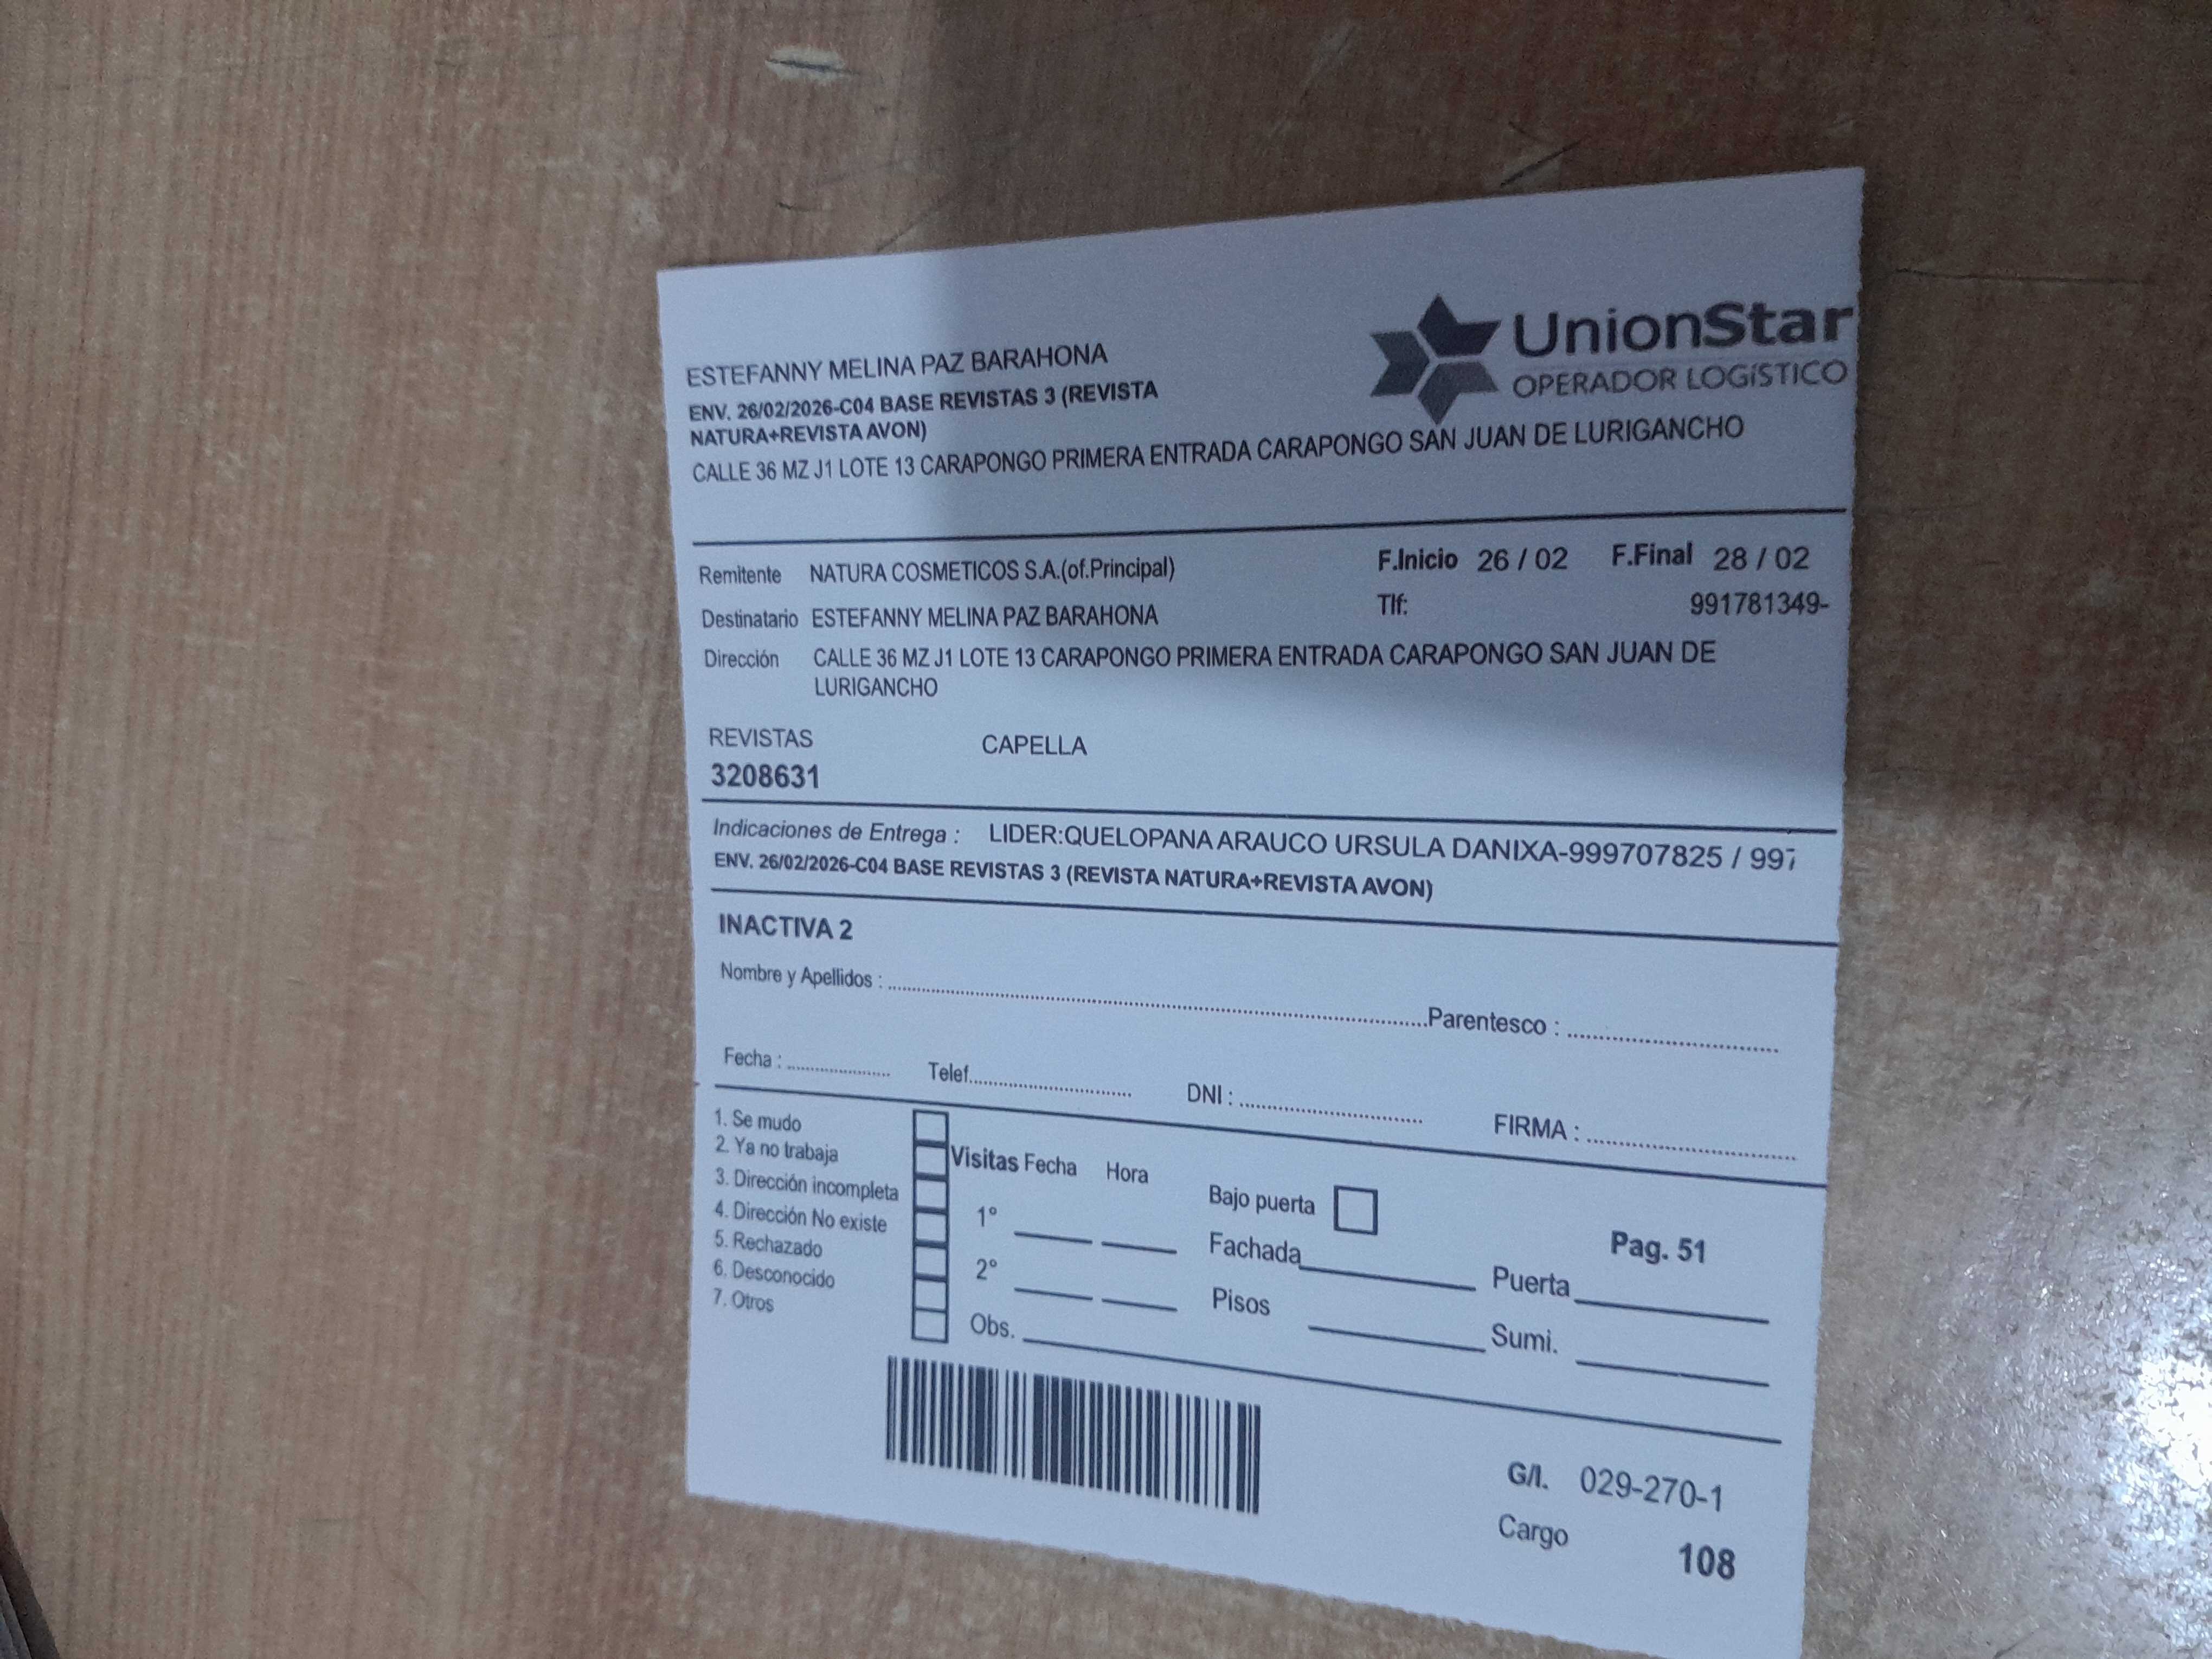 UnionStar
OPERADOR LOGÍSTICO
ESTEFANNY MELINA PAZ BARAHONA
ENV. 26/02/2026-C04 BASE REVISTAS 3 (REVISTA
NATURA+REVISTA AVON)
CALLE 36 MZ J1 LOTE 13 CARAPONGO PRIMERA ENTRADA CARAPONGO SAN JUAN DE LURIGANCHO
Remitente NATURA COSMETICOS S.A.(of.Principal) F.Inicio 26 / 02 F.Final 28 / 02
Destinatario ESTEFANNY MELINA PAZ BARAHONA Tlf: 991781349-
Dirección CALLE 36 MZ J1 LOTE 13 CARAPONGO PRIMERA ENTRADA CARAPONGO SAN JUAN DE
LURIGANCHO
REVISTAS CAPELLA
3208631
Indicaciones de Entrega : LIDER:QUELOPANA ARAUCO URSULA DANIXA-999707825 / 997
ENV. 26/02/2026-C04 BASE REVISTAS 3 (REVISTA NATURA+REVISTA AVON)
INACTIVA 2
Nombre y Apellidos : Parentesco :
Fecha : Telef. DNI : FIRMA :
1. Se mudo
2. Ya no trabaja
3. Dirección incompleta
4. Dirección No existe
5. Rechazado
6. Desconocido
7. Otros
Visitas Fecha Hora
1°
2°
Obs.
Bajo puerta
Fachada
Pisos
Pag. 51
Puerta
Sumi.
G/I. 029-270-1
Cargo 108